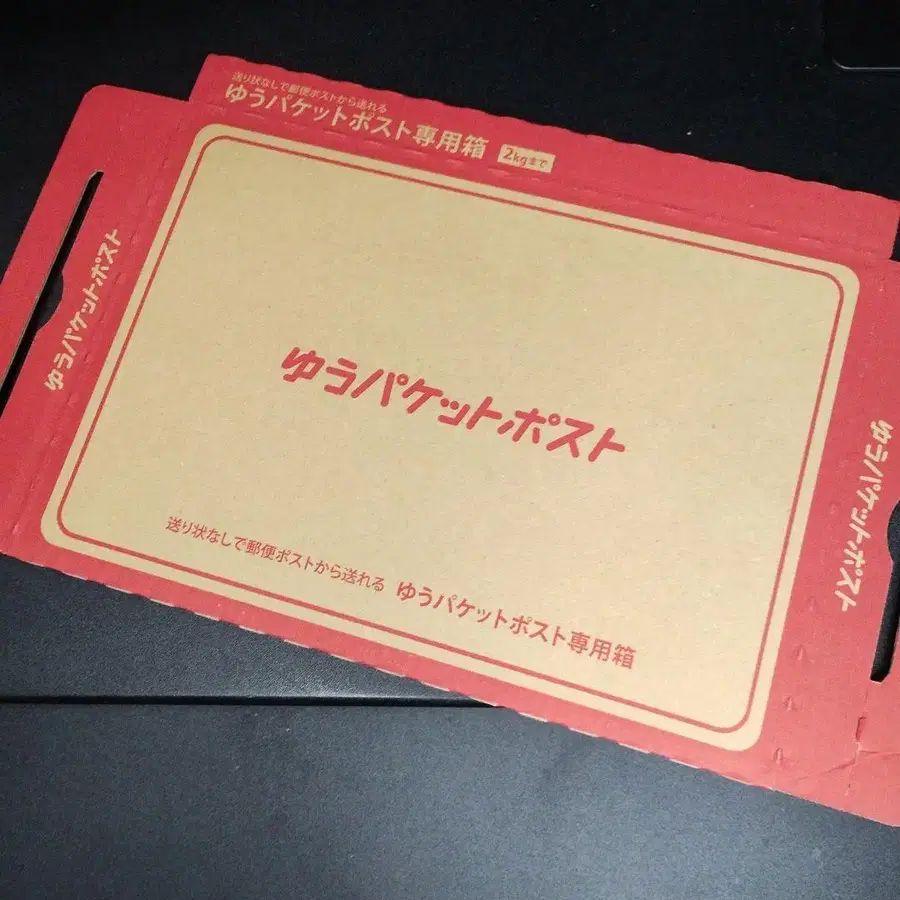 送り状なしで郵便ポストから送れる
ゆうパケットポスト専用箱 2kgまで
ゆうパケットポスト
ゆうパケットポスト
ゆうパケットポスト
送り状なしで郵便ポストから送れる ゆうパケットポスト専用箱